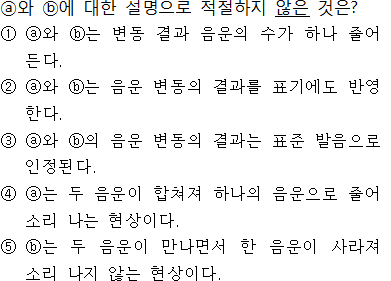 ⓐ와 ⓑ에 대한 설명으로 적절하지 않은 것은?
① ⓐ와 ⓑ는 변동 결과 음운의 수가 하나 줄어
든다.
② ⓐ와 ⓑ는 음운 변동의 결과를 표기에도 반영
한다.
③ ⓐ와 ⓑ의 음운 변동의 결과는 표준 발음으로
인정된다.
④ ⓐ는 두 음운이 합쳐져 하나의 음운으로 줄어
소리 나는 현상이다.
⑤ ⓑ는 두 음운이 만나면서 한 음운이 사라져
소리 나지 않는 현상이다.